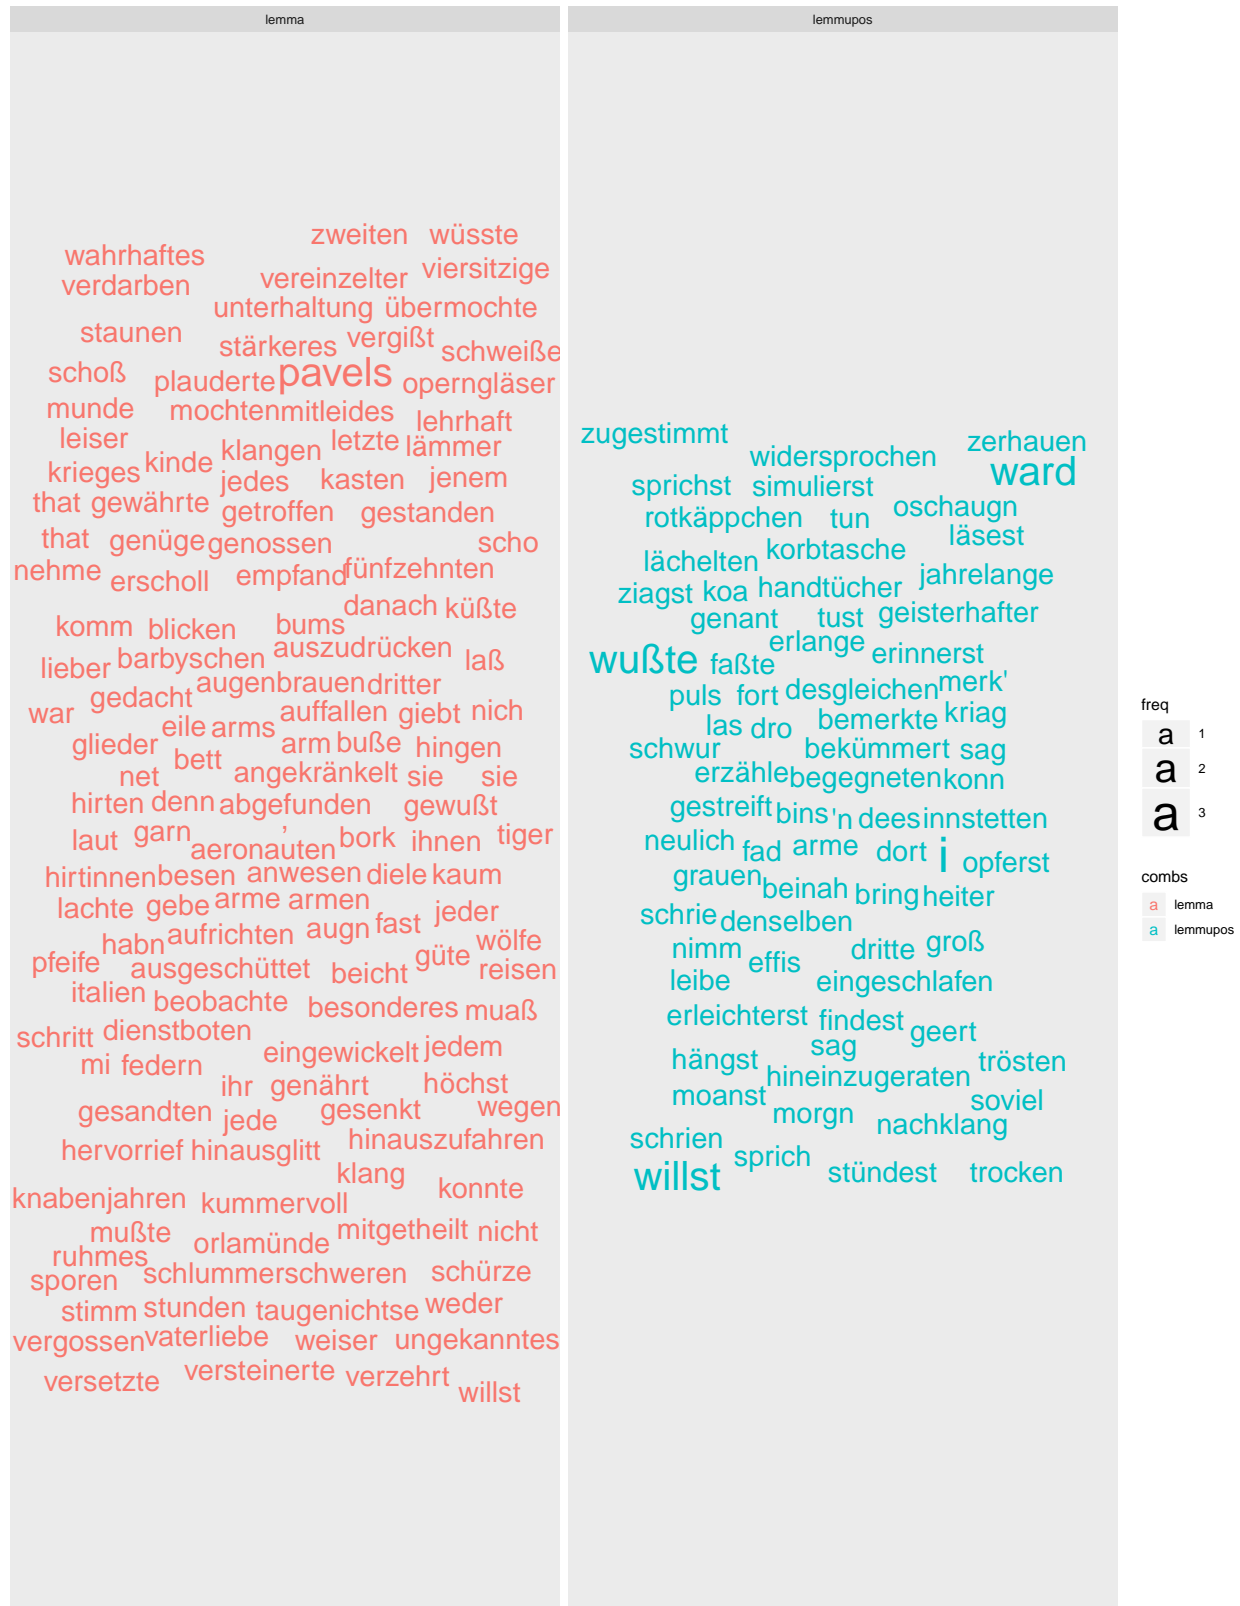 lemma
zweiten wüsste
wahrhaftes
vereinzelter viersitzige
verdarben
unterhaltung übermochte
staunen
stärkeres vergißt schweiße
schoß plauderte pavels operngläser
munde mochten mitleides lehrhaft
leiser klangen letzte lämmer
krieges kinde jedes kasten jenem
that gewährte getroffen gestanden
that genüge genossen scho
nehme erscholl empfand fünfzehnten
danach küßte
komm blicken bums
lieber barbyschen auszudrücken laß
gedacht augenbrauen dritter
war eile arms auffallen giebt nich
glieder bett arm buße hingen
net angekränkelt sie sie
hirten denn abgefunden gewußt
laut garn , bork ihnen tiger
aeronauten
hirtinnen besen anwesen diele kaum
lachte gebe arme armen jeder
habn aufrichten augn fast wölfe
pfeife ausgeschüttet beicht güte reisen
italien beobachte besonderes muaß
schritt dienstboten
mi federn eingewickelt jedem
ihr genährt höchst
gesandten jede gesenkt wegen
hervorrief hinausglitt hinauszufahren
klang
knabenjahren kummervoll konnte
mußte orlamünde mitgetheilt nicht
ruhmes
sporen schlummerschweren schürze
stimm stunden taugenichtse weder
vergossen vaterliebe weiser ungekanntes
versetzte versteinerte verzehrt willst
lemmupos
zugestimmt zerhauen
widersprochen
sprichst simulierst ward
rotkäppchen tun oschaugn
läsest
lächelten korbtasche
ziagst koa handtücher jahrelange
genant tust geisterhafter
erlange
wußte faßte erinnerst
puls fort desgleichen merk'
las dro bemerkte kriag
schwur bekümmert sag
erzähle begegneten konn
gestreift bins 'n dees innstetten
neulich fad arme dort i opferst
grauen beinah bring heiter
schrie denselben
nimm effis dritte groß
leibe eingeschlafen
erleichterst findest geert
sag
hängst hineinzugeraten trösten
moanst morgn soviel
nachklang
schrien sprich
willst stündest trocken
freq
a 1
a 2
a 3
combs
a lemma
a lemmupos